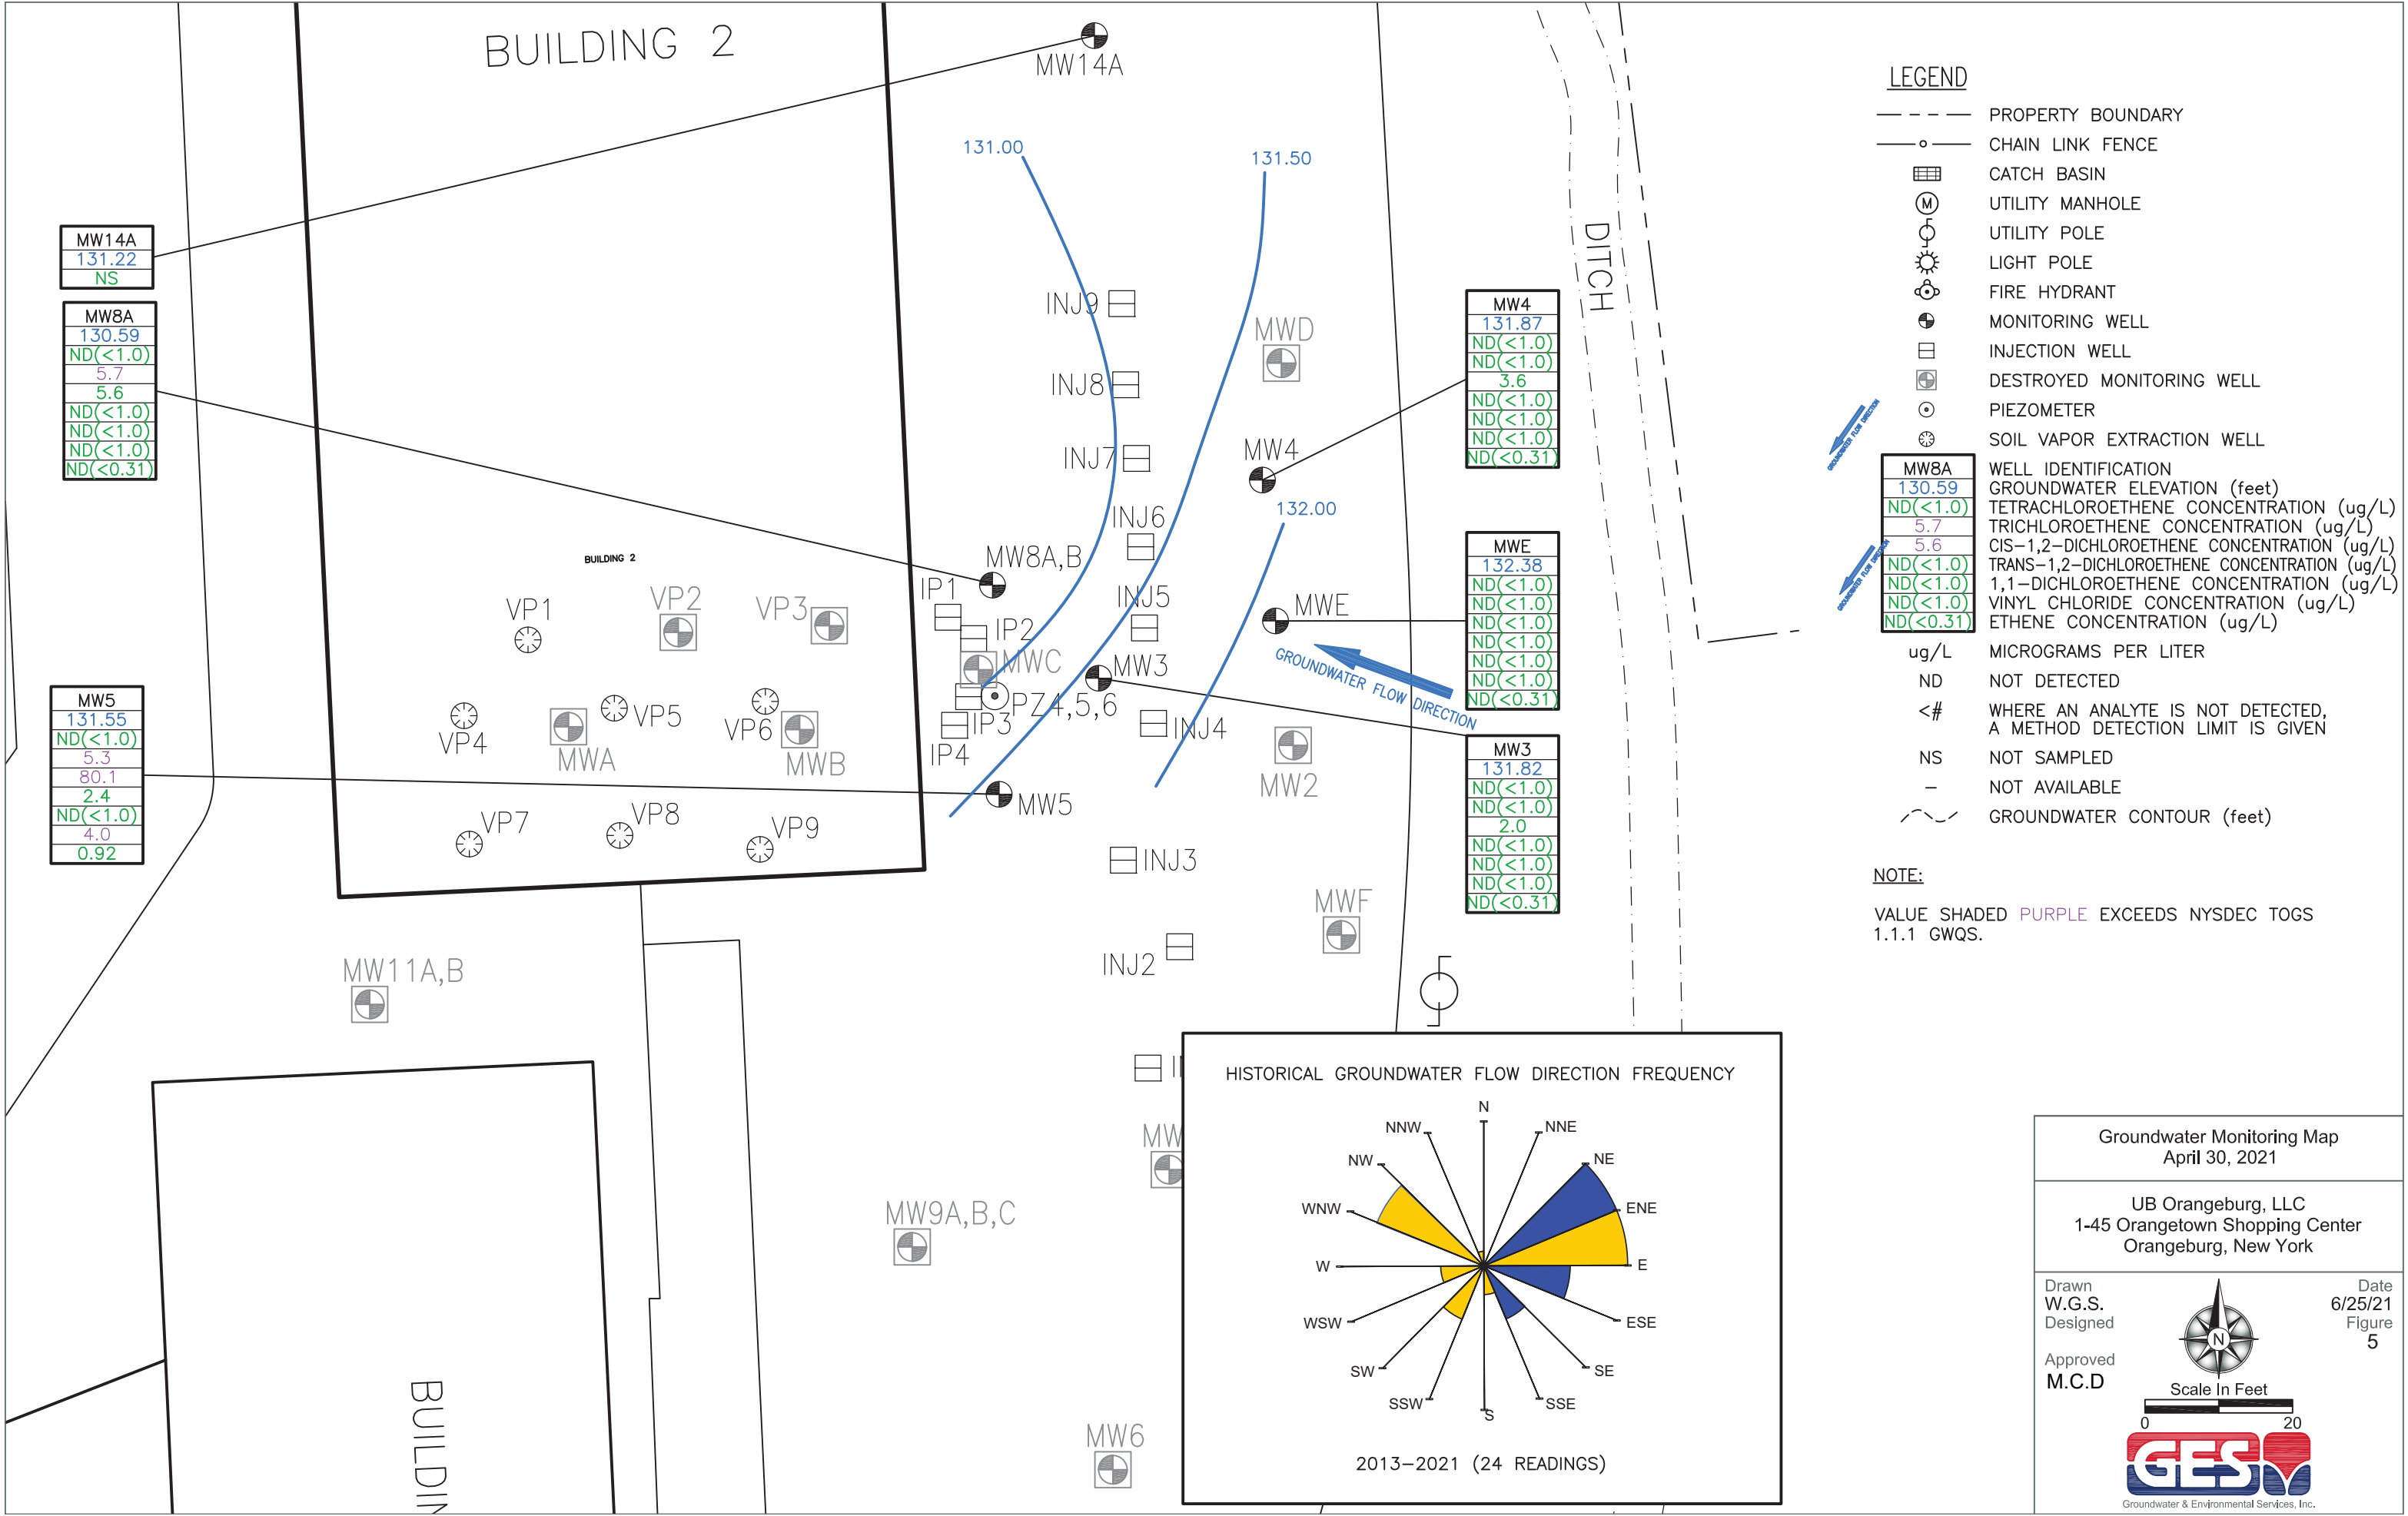 BUILDING 2
MW14A
131.00
131.50
MW14A
131.22
NS
MW8A
130.59
ND(<1.0)
5.7
5.6
ND(<1.0)
ND(<1.0)
ND(<1.0)
ND(<0.31)
MW5
131.55
ND(<1.0)
5.3
80.1
2.4
ND(<1.0)
4.0
0.92
INJ9
INJ8
INJ7
INJ6
INJ5
INJ4
INJ3
INJ2
MWD
MW4
132.00
MW8A,B
IP1
IP2
MWC
MW3
PZ4,5,6
IP3
IP4
MW5
MWE
GROUNDWATER FLOW DIRECTION
MW2
MWF
BUILDING 2
VP1
VP2
VP3
VP4
VP5
VP6
MWA
MWB
VP7
VP8
VP9
MW11A,B
MW9A,B,C
MW
MW6
BUILDIN
DITCH
MW4
131.87
ND(<1.0)
ND(<1.0)
3.6
ND(<1.0)
ND(<1.0)
ND(<1.0)
ND(<0.31)
MWE
132.38
ND(<1.0)
ND(<1.0)
ND(<1.0)
ND(<1.0)
ND(<1.0)
ND(<1.0)
ND(<0.31)
MW3
131.82
ND(<1.0)
ND(<1.0)
2.0
ND(<1.0)
ND(<1.0)
ND(<1.0)
ND(<0.31)
LEGEND
PROPERTY BOUNDARY
CHAIN LINK FENCE
CATCH BASIN
M UTILITY MANHOLE
UTILITY POLE
LIGHT POLE
FIRE HYDRANT
MONITORING WELL
INJECTION WELL
DESTROYED MONITORING WELL
PIEZOMETER
SOIL VAPOR EXTRACTION WELL
GROUNDWATER FLOW DIRECTION
GROUNDWATER FLOW DIRECTION
MW8A WELL IDENTIFICATION
130.59 GROUNDWATER ELEVATION (feet)
ND(<1.0) TETRACHLOROETHENE CONCENTRATION (ug/L)
5.7 TRICHLOROETHENE CONCENTRATION (ug/L)
5.6 CIS-1,2-DICHLOROETHENE CONCENTRATION (ug/L)
ND(<1.0) TRANS-1,2-DICHLOROETHENE CONCENTRATION (ug/L)
ND(<1.0) 1,1-DICHLOROETHENE CONCENTRATION (ug/L)
ND(<1.0) VINYL CHLORIDE CONCENTRATION (ug/L)
ND(<0.31) ETHENE CONCENTRATION (ug/L)
ug/L MICROGRAMS PER LITER
ND NOT DETECTED
<# WHERE AN ANALYTE IS NOT DETECTED,
A METHOD DETECTION LIMIT IS GIVEN
NS NOT SAMPLED
- NOT AVAILABLE
GROUNDWATER CONTOUR (feet)
NOTE:
VALUE SHADED PURPLE EXCEEDS NYSDEC TOGS
1.1.1 GWQS.
HISTORICAL GROUNDWATER FLOW DIRECTION FREQUENCY
N
NNE
NE
ENE
E
ESE
SE
SSE
S
SSW
SW
WSW
W
WNW
NW
NNW
2013-2021 (24 READINGS)
Groundwater Monitoring Map
April 30, 2021
UB Orangeburg, LLC
1-45 Orangetown Shopping Center
Orangeburg, New York
Drawn
W.G.S.
Designed
Approved
M.C.D
Date
6/25/21
Figure
5
N
Scale In Feet
0 20
GES
Groundwater & Environmental Services, Inc.